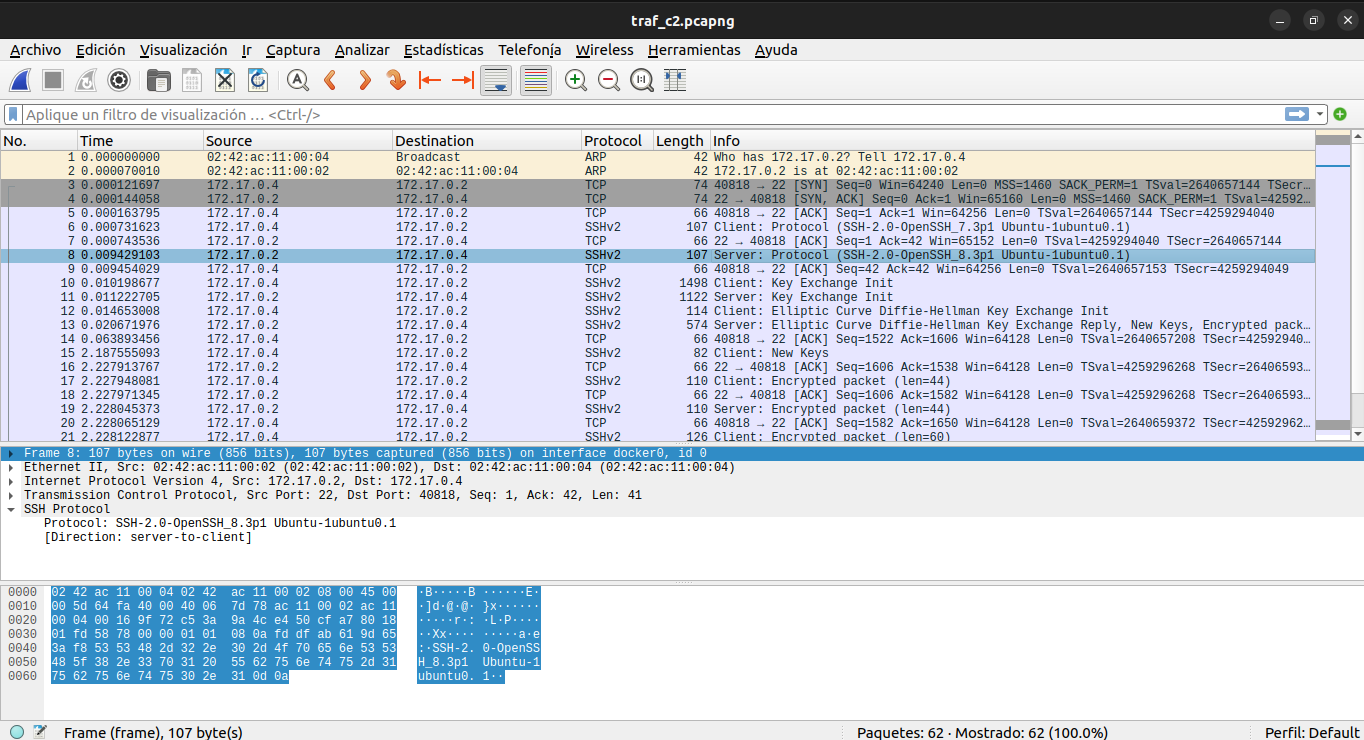 traf_c2.pcapng
Archivo Edición Visualización Ir Captura Analizar Estadísticas Telefonía Wireless Herramientas Ayuda
Aplique un filtro de visualización … <Ctrl-/>
No. Time Source Destination Protocol Length Info
1 0.000000000 02:42:ac:11:00:04 Broadcast ARP 42 Who has 172.17.0.2? Tell 172.17.0.4
2 0.000070010 02:42:ac:11:00:02 02:42:ac:11:00:04 ARP 42 172.17.0.2 is at 02:42:ac:11:00:02
3 0.000121697 172.17.0.4 172.17.0.2 TCP 74 40818 → 22 [SYN] Seq=0 Win=64240 Len=0 MSS=1460 SACK_PERM=1 TSval=2640657144 TSecr…
4 0.000144058 172.17.0.2 172.17.0.4 TCP 74 22 → 40818 [SYN, ACK] Seq=0 Ack=1 Win=65160 Len=0 MSS=1460 SACK_PERM=1 TSval=42592…
5 0.000163795 172.17.0.4 172.17.0.2 TCP 66 40818 → 22 [ACK] Seq=1 Ack=1 Win=64256 Len=0 TSval=2640657144 TSecr=4259294040
6 0.000731623 172.17.0.4 172.17.0.2 SSHv2 107 Client: Protocol (SSH-2.0-OpenSSH_7.3p1 Ubuntu-1ubuntu0.1)
7 0.000743536 172.17.0.2 172.17.0.4 TCP 66 22 → 40818 [ACK] Seq=1 Ack=42 Win=65152 Len=0 TSval=4259294040 TSecr=2640657144
8 0.009429103 172.17.0.2 172.17.0.4 SSHv2 107 Server: Protocol (SSH-2.0-OpenSSH_8.3p1 Ubuntu-1ubuntu0.1)
9 0.009454029 172.17.0.4 172.17.0.2 TCP 66 40818 → 22 [ACK] Seq=42 Ack=42 Win=64256 Len=0 TSval=2640657153 TSecr=4259294049
10 0.010198677 172.17.0.4 172.17.0.2 SSHv2 1498 Client: Key Exchange Init
11 0.011222705 172.17.0.2 172.17.0.4 SSHv2 1122 Server: Key Exchange Init
12 0.014653008 172.17.0.4 172.17.0.2 SSHv2 114 Client: Elliptic Curve Diffie-Hellman Key Exchange Init
13 0.020671976 172.17.0.2 172.17.0.4 SSHv2 574 Server: Elliptic Curve Diffie-Hellman Key Exchange Reply, New Keys, Encrypted pack…
14 0.063893456 172.17.0.4 172.17.0.2 TCP 66 40818 → 22 [ACK] Seq=1522 Ack=1606 Win=64128 Len=0 TSval=2640657208 TSecr=42592940…
15 2.187555093 172.17.0.4 172.17.0.2 SSHv2 82 Client: New Keys
16 2.227913767 172.17.0.2 172.17.0.4 TCP 66 22 → 40818 [ACK] Seq=1606 Ack=1538 Win=64128 Len=0 TSval=4259296268 TSecr=26406593…
17 2.227948081 172.17.0.4 172.17.0.2 SSHv2 110 Client: Encrypted packet (len=44)
18 2.227971345 172.17.0.2 172.17.0.4 TCP 66 22 → 40818 [ACK] Seq=1606 Ack=1582 Win=64128 Len=0 TSval=4259296268 TSecr=26406593…
19 2.228045373 172.17.0.2 172.17.0.4 SSHv2 110 Server: Encrypted packet (len=44)
20 2.228065129 172.17.0.4 172.17.0.2 TCP 66 40818 → 22 [ACK] Seq=1582 Ack=1650 Win=64128 Len=0 TSval=2640659372 TSecr=42592962…
21 2.228122877 172.17.0.4 172.17.0.2 SSHv2 126 Client: Encrypted packet (len=60)
Frame 8: 107 bytes on wire (856 bits), 107 bytes captured (856 bits) on interface docker0, id 0
Ethernet II, Src: 02:42:ac:11:00:02 (02:42:ac:11:00:02), Dst: 02:42:ac:11:00:04 (02:42:ac:11:00:04)
Internet Protocol Version 4, Src: 172.17.0.2, Dst: 172.17.0.4
Transmission Control Protocol, Src Port: 22, Dst Port: 40818, Seq: 1, Ack: 42, Len: 41
SSH Protocol
Protocol: SSH-2.0-OpenSSH_8.3p1 Ubuntu-1ubuntu0.1
[Direction: server-to-client]
0000 02 42 ac 11 00 04 02 42 ac 11 00 02 08 00 45 00 ·B·····B ······E·
0010 00 5d 64 fa 40 00 40 06 7d 78 ac 11 00 02 ac 11 ·]d·@·@· }x······
0020 00 04 00 16 9f 72 c5 3a 9a 4c e4 50 cf a7 80 18 ·····r·: ·L·P····
0030 01 fd 58 78 00 00 01 01 08 0a fd df ab 61 9d 65 ··Xx···· ·····a·e
0040 3a f8 53 53 48 2d 32 2e 30 2d 4f 70 65 6e 53 53 :·SSH-2. 0-OpenSS
0050 48 5f 38 2e 33 70 31 20 55 62 75 6e 74 75 2d 31 H_8.3p1 Ubuntu-1
0060 75 62 75 6e 74 75 30 2e 31 0d 0a ubuntu0. 1··
Frame (frame), 107 byte(s) Paquetes: 62 · Mostrado: 62 (100.0%) Perfil: Default